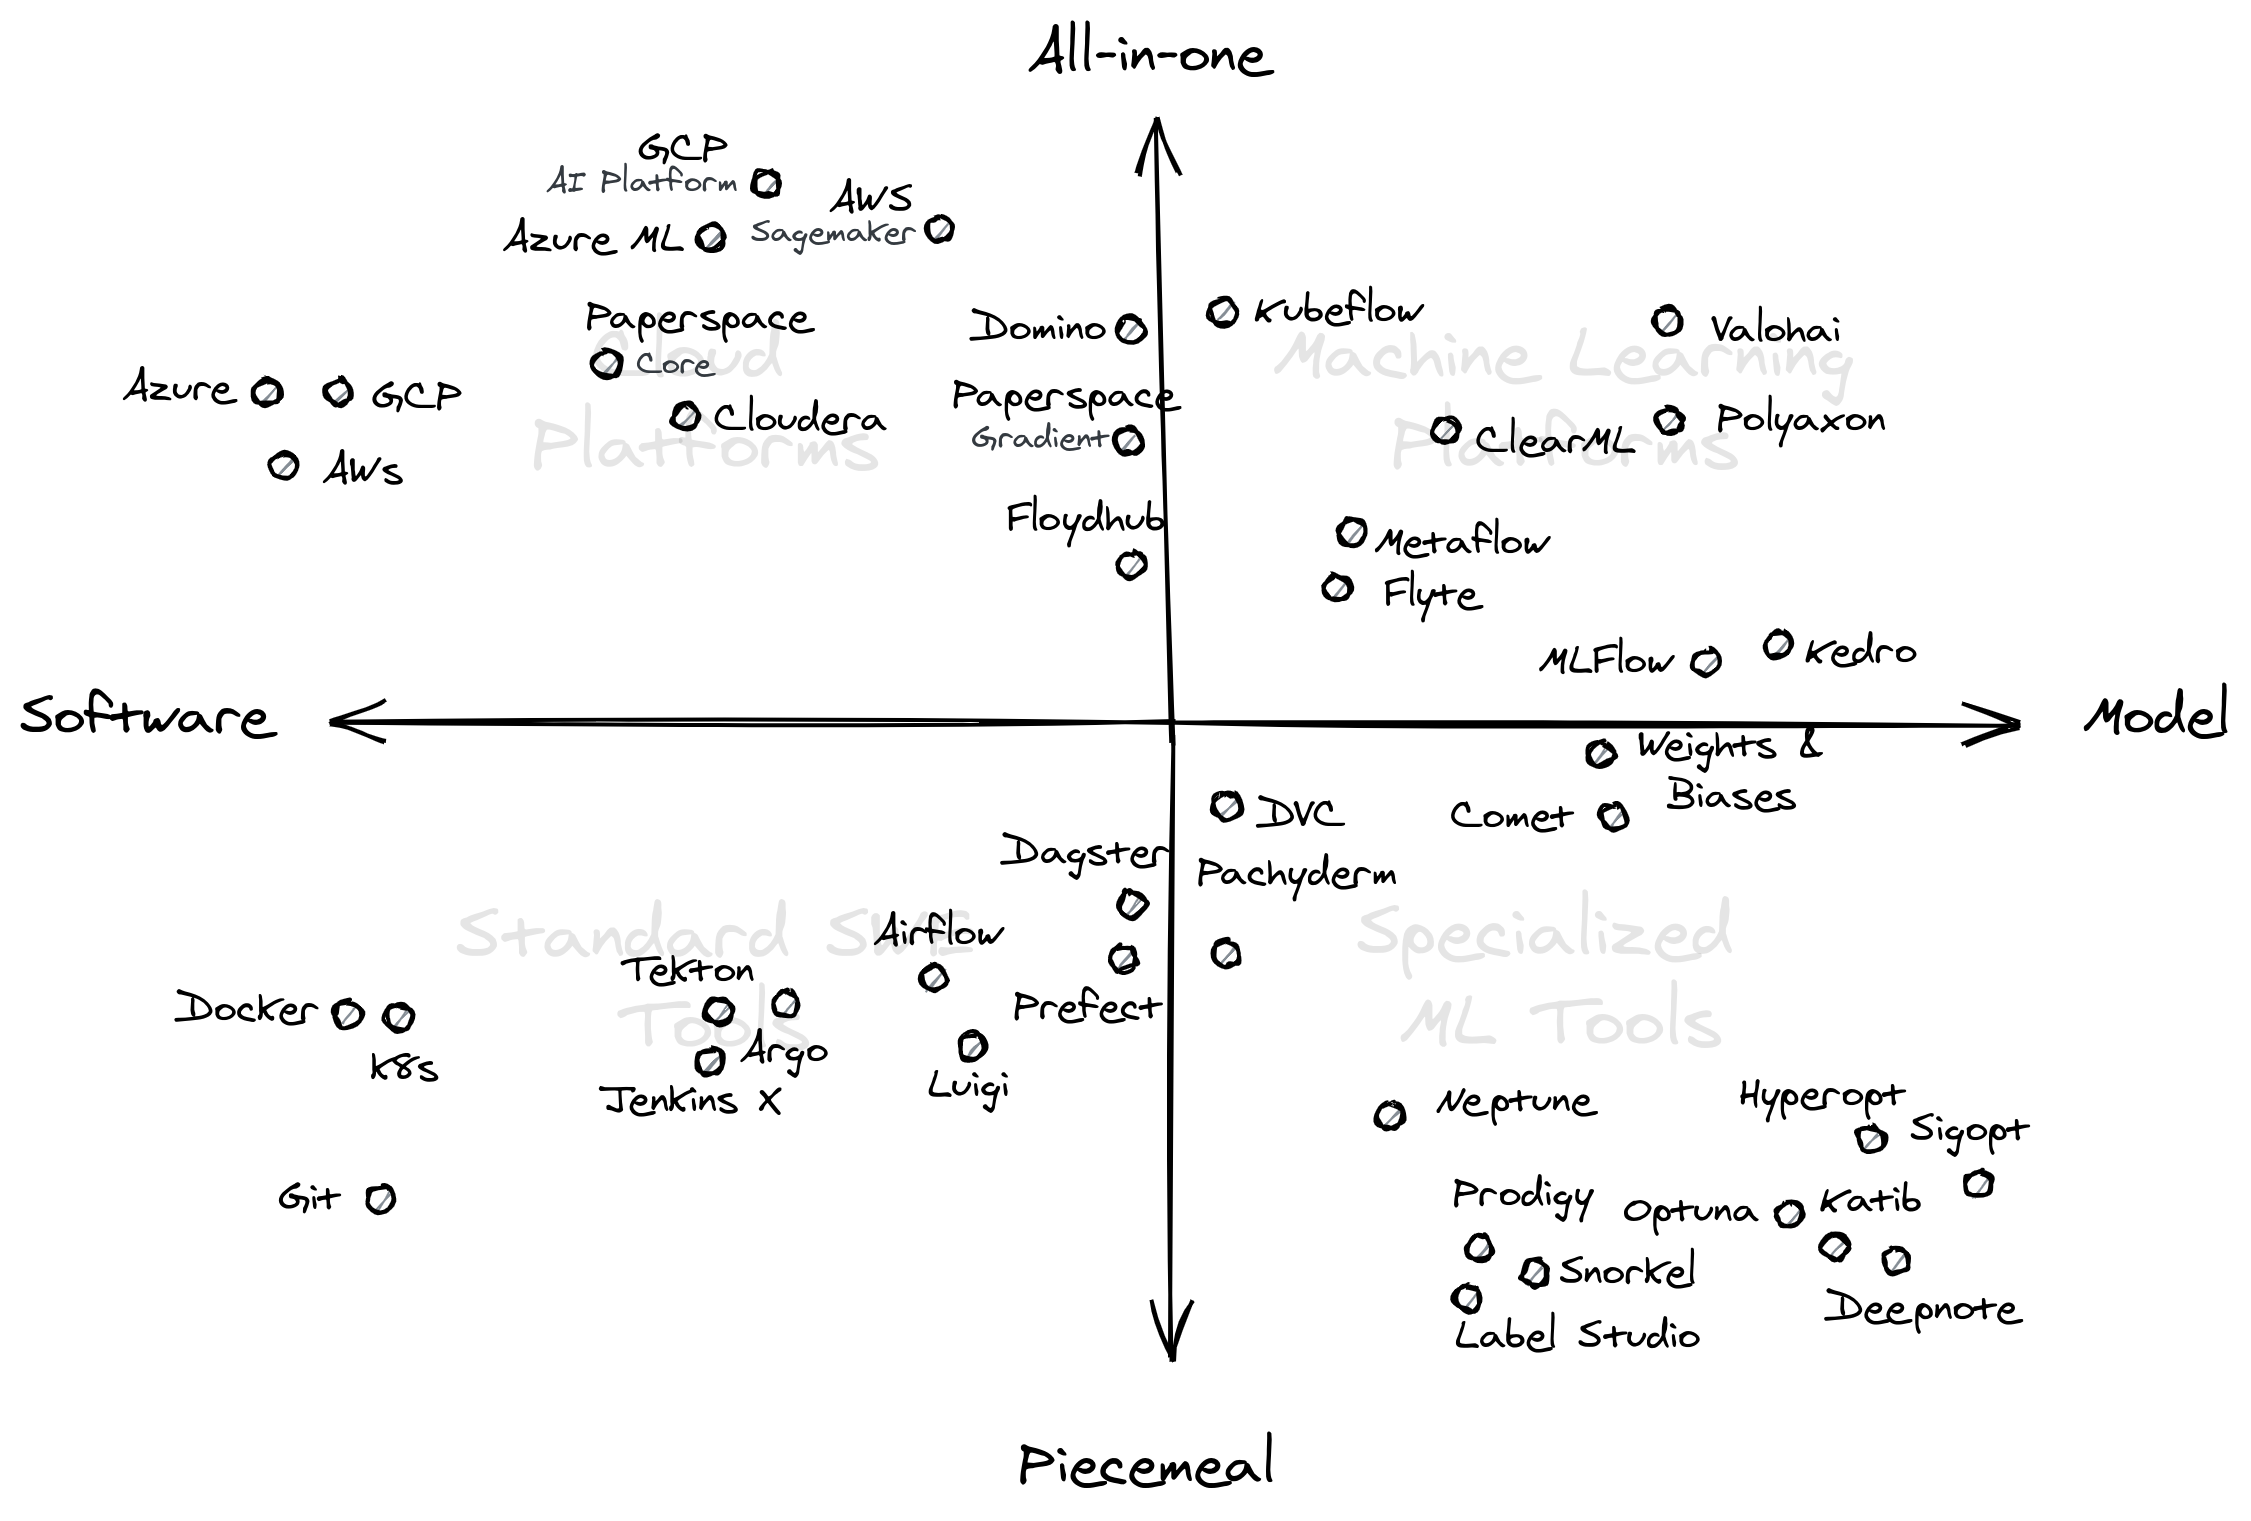 All-in-one
GCP
AI Platform
AWS
Azure ML
Sagemaker
Paperspace
Core
Cloud
Platforms
Domino
Kubeflow
Valohai
Machine Learning
Platforms
Azure
GCP
Paperspace
Gradient
Cloudera
ClearML
Polyaxon
AWs
Floydhub
Metaflow
Flyte
MLFlow
Kedro
Software
Model
Weights &
Biases
DVC
Comet
Dagster
Pachyderm
Standard SWE
Tools
Airflow
Specialized
ML Tools
Tekton
Docker
Prefect
K8s
Argo
Jenkins X
Luigi
Neptune
Hyperopt
Sigopt
Git
Prodigy
Optuna
Katib
Snorkel
Deepnote
Label Studio
Piecemeal